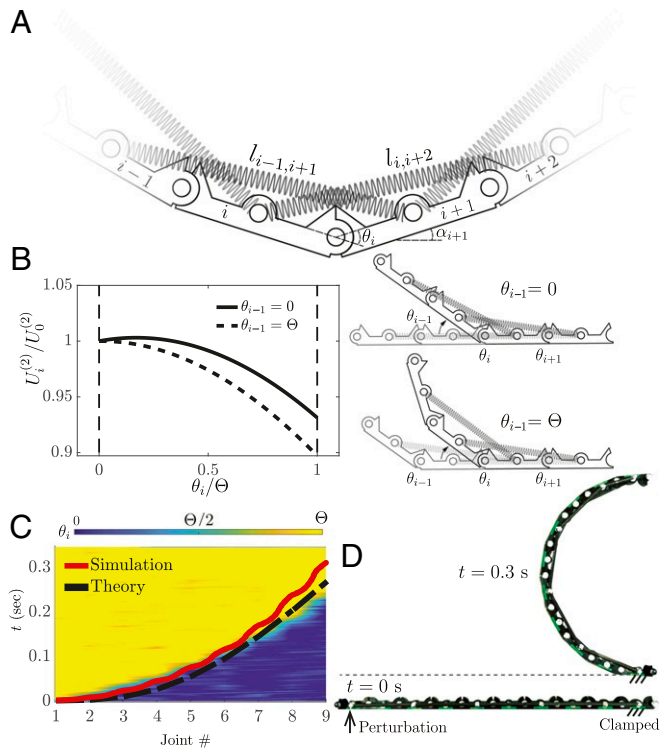 A
l_{i−1,i+1}
l_{i,i+2}
i−1
i
i+1
i+2
θ_i
α_{i+1}
B
1.05
1
0.95
0.9
U_i^{(2)}/U_0^{(2)}
θ_{i−1} = 0
θ_{i−1} = Θ
0
0.5
1
θ_i/Θ
θ_{i−1} = 0
θ_{i−1}
θ_i
θ_{i+1}
θ_{i−1} = Θ
θ_{i−1}
θ_i
θ_{i+1}
C
θ_i
0
Θ/2
Θ
Simulation
Theory
0.3
0.2
0.1
0
t (sec)
1 2 3 4 5 6 7 8 9
Joint #
D
t = 0.3 s
t = 0 s
Perturbation
Clamped